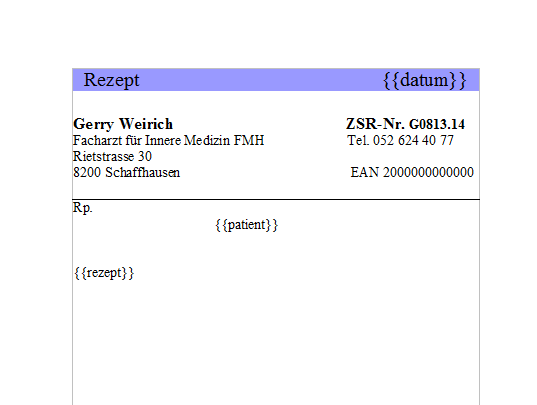 Rezept {{datum}}
Gerry Weirich ZSR-Nr. G0813.14
Facharzt für Innere Medizin FMH Tel. 052 624 40 77
Rietstrasse 30
8200 Schaffhausen EAN 2000000000000
Rp.
{{patient}}
{{rezept}}